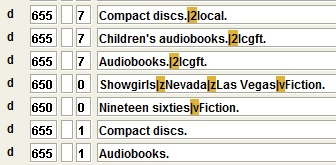 d 655 7 Compact discs.|2local.
d 655 7 Children's audiobooks.|2lcgft.
d 655 7 Audiobooks.|2lcgft.
d 650 0 Showgirls|zNevada|zLas Vegas|vFiction.
d 650 0 Nineteen sixties|vFiction.
d 655 1 Compact discs.
d 655 1 Audiobooks.